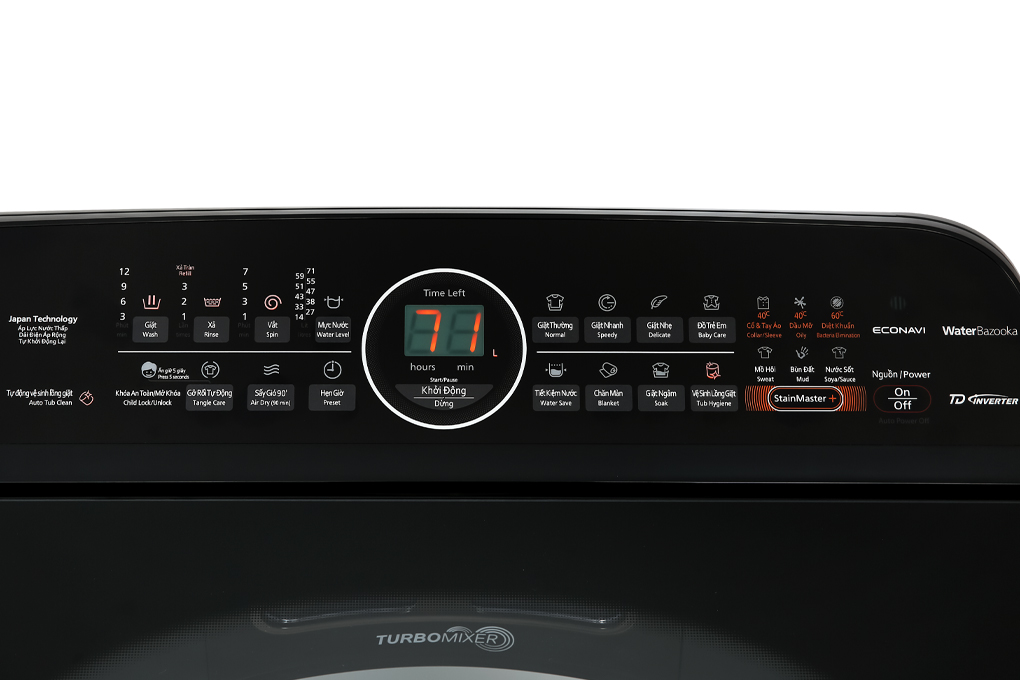 Japan Technology
Áp Lực Nước Thấp
Dải Điện Áp Rộng
Tự Khởi Động Lại
12
9
6
3
Giặt
Wash
Xả Tràn
Refill
3
2
1
Xả
Rinse
7
5
3
1
Vắt
Spin
71
59
55
51
47
43
38
33
27
14
Mực Nước
Water Level
Tự động vệ sinh lồng giặt
Auto Tub Clean
Ấn giữ 5 giây
Press 5 seconds
Khóa An Toàn/Mở Khóa
Child Lock/Unlock
Gỡ Rối Tự Động
Tangle Care
Sấy Gió 90'
Air Dry (90 min)
Hẹn Giờ
Preset
Time Left
71
L
hours min
Start/Pause
Khởi Động
Dừng
Giặt Thường
Normal
Giặt Nhanh
Speedy
Giặt Nhẹ
Delicate
Đồ Trẻ Em
Baby Care
Tiết Kiệm Nước
Water Save
Chăn Màn
Blanket
Giặt Ngâm
Soak
Vệ Sinh Lồng Giặt
Tub Hygiene
40°C
Cổ & Tay Áo
Collar/Sleeve
40°C
Dầu Mỡ
Oily
60°C
Diệt Khuẩn
Bacteria Elimination
Mồ Hôi
Sweat
Bùn Đất
Mud
Nước Sốt
Soya/Sauce
StainMaster+
ECONAVI
WaterBazooka
Nguồn/Power
On
Off
Auto Power Off
TD INVERTER
TURBOMIXER